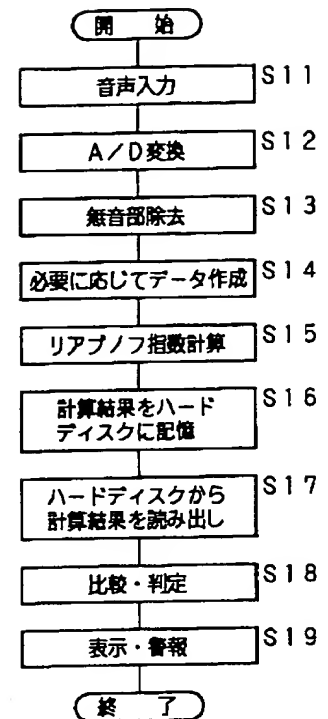 開 始
音声入力 S11
A/D変換 S12
無音部除去 S13
必要に応じてデータ作成 S14
リアプノフ指数計算 S15
計算結果をハード S16
ディスクに記憶
ハードディスクから S17
計算結果を読み出し
比較・判定 S18
表示・警報 S19
終 了